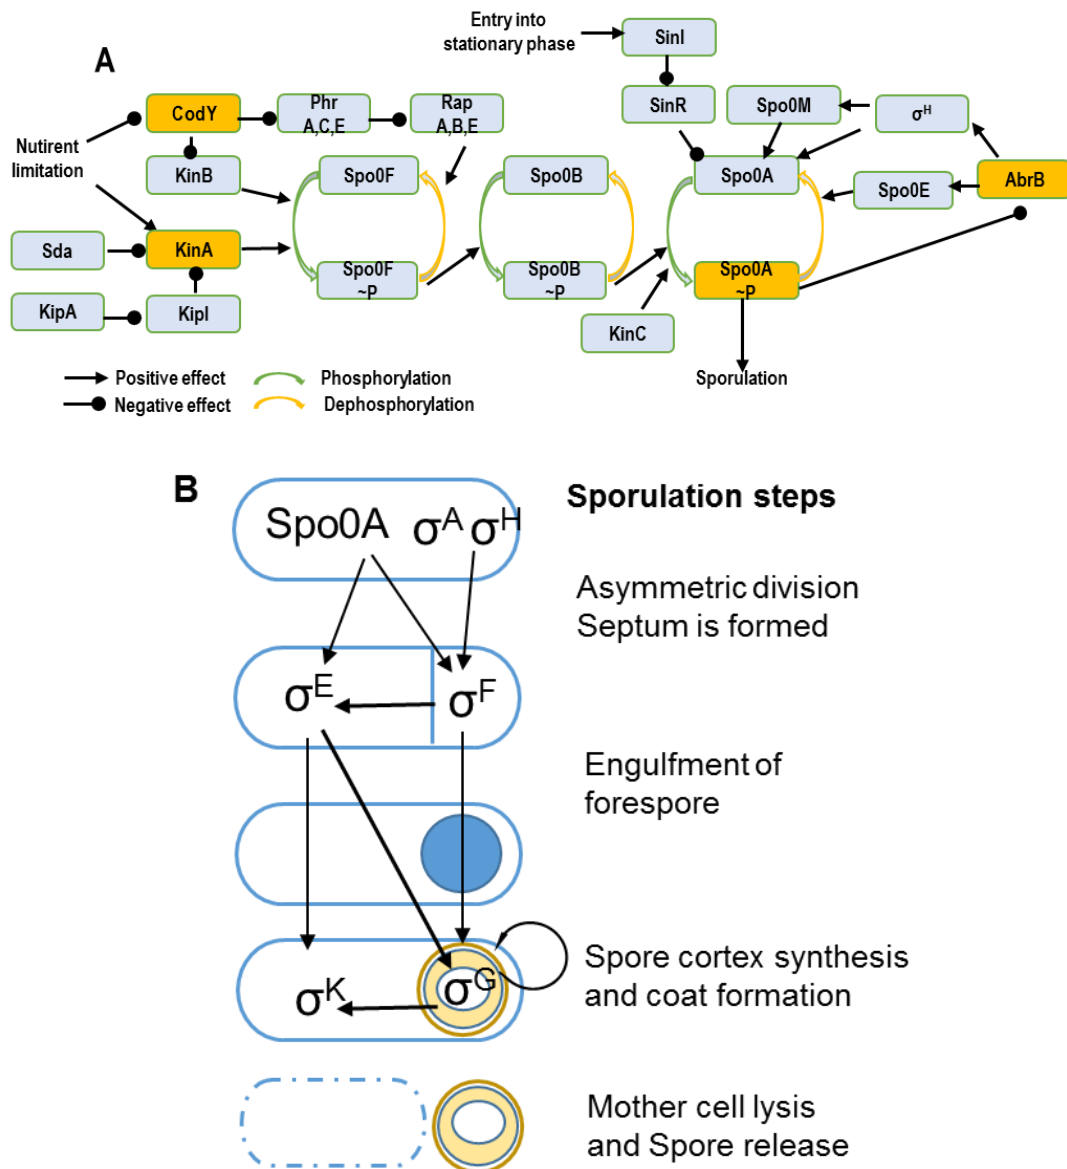 A
Entry into
stationary phase
SinI
CodY
Phr
A,C,E
Rap
A,B,E
SinR
Spo0M
σH
Nutirent
limitation
KinB
Spo0F
Spo0B
Spo0A
Spo0E
AbrB
Sda
KinA
Spo0F
~P
Spo0B
~P
Spo0A
~P
KipA
KipI
KinC
Sporulation
Positive effect
Phosphorylation
Negative effect
Dephosphorylation
B
Spo0A σA σH
Sporulation steps
Asymmetric division
Septum is formed
σE
σF
Engulfment of
forespore
σK
σG
Spore cortex synthesis
and coat formation
Mother cell lysis
and Spore release